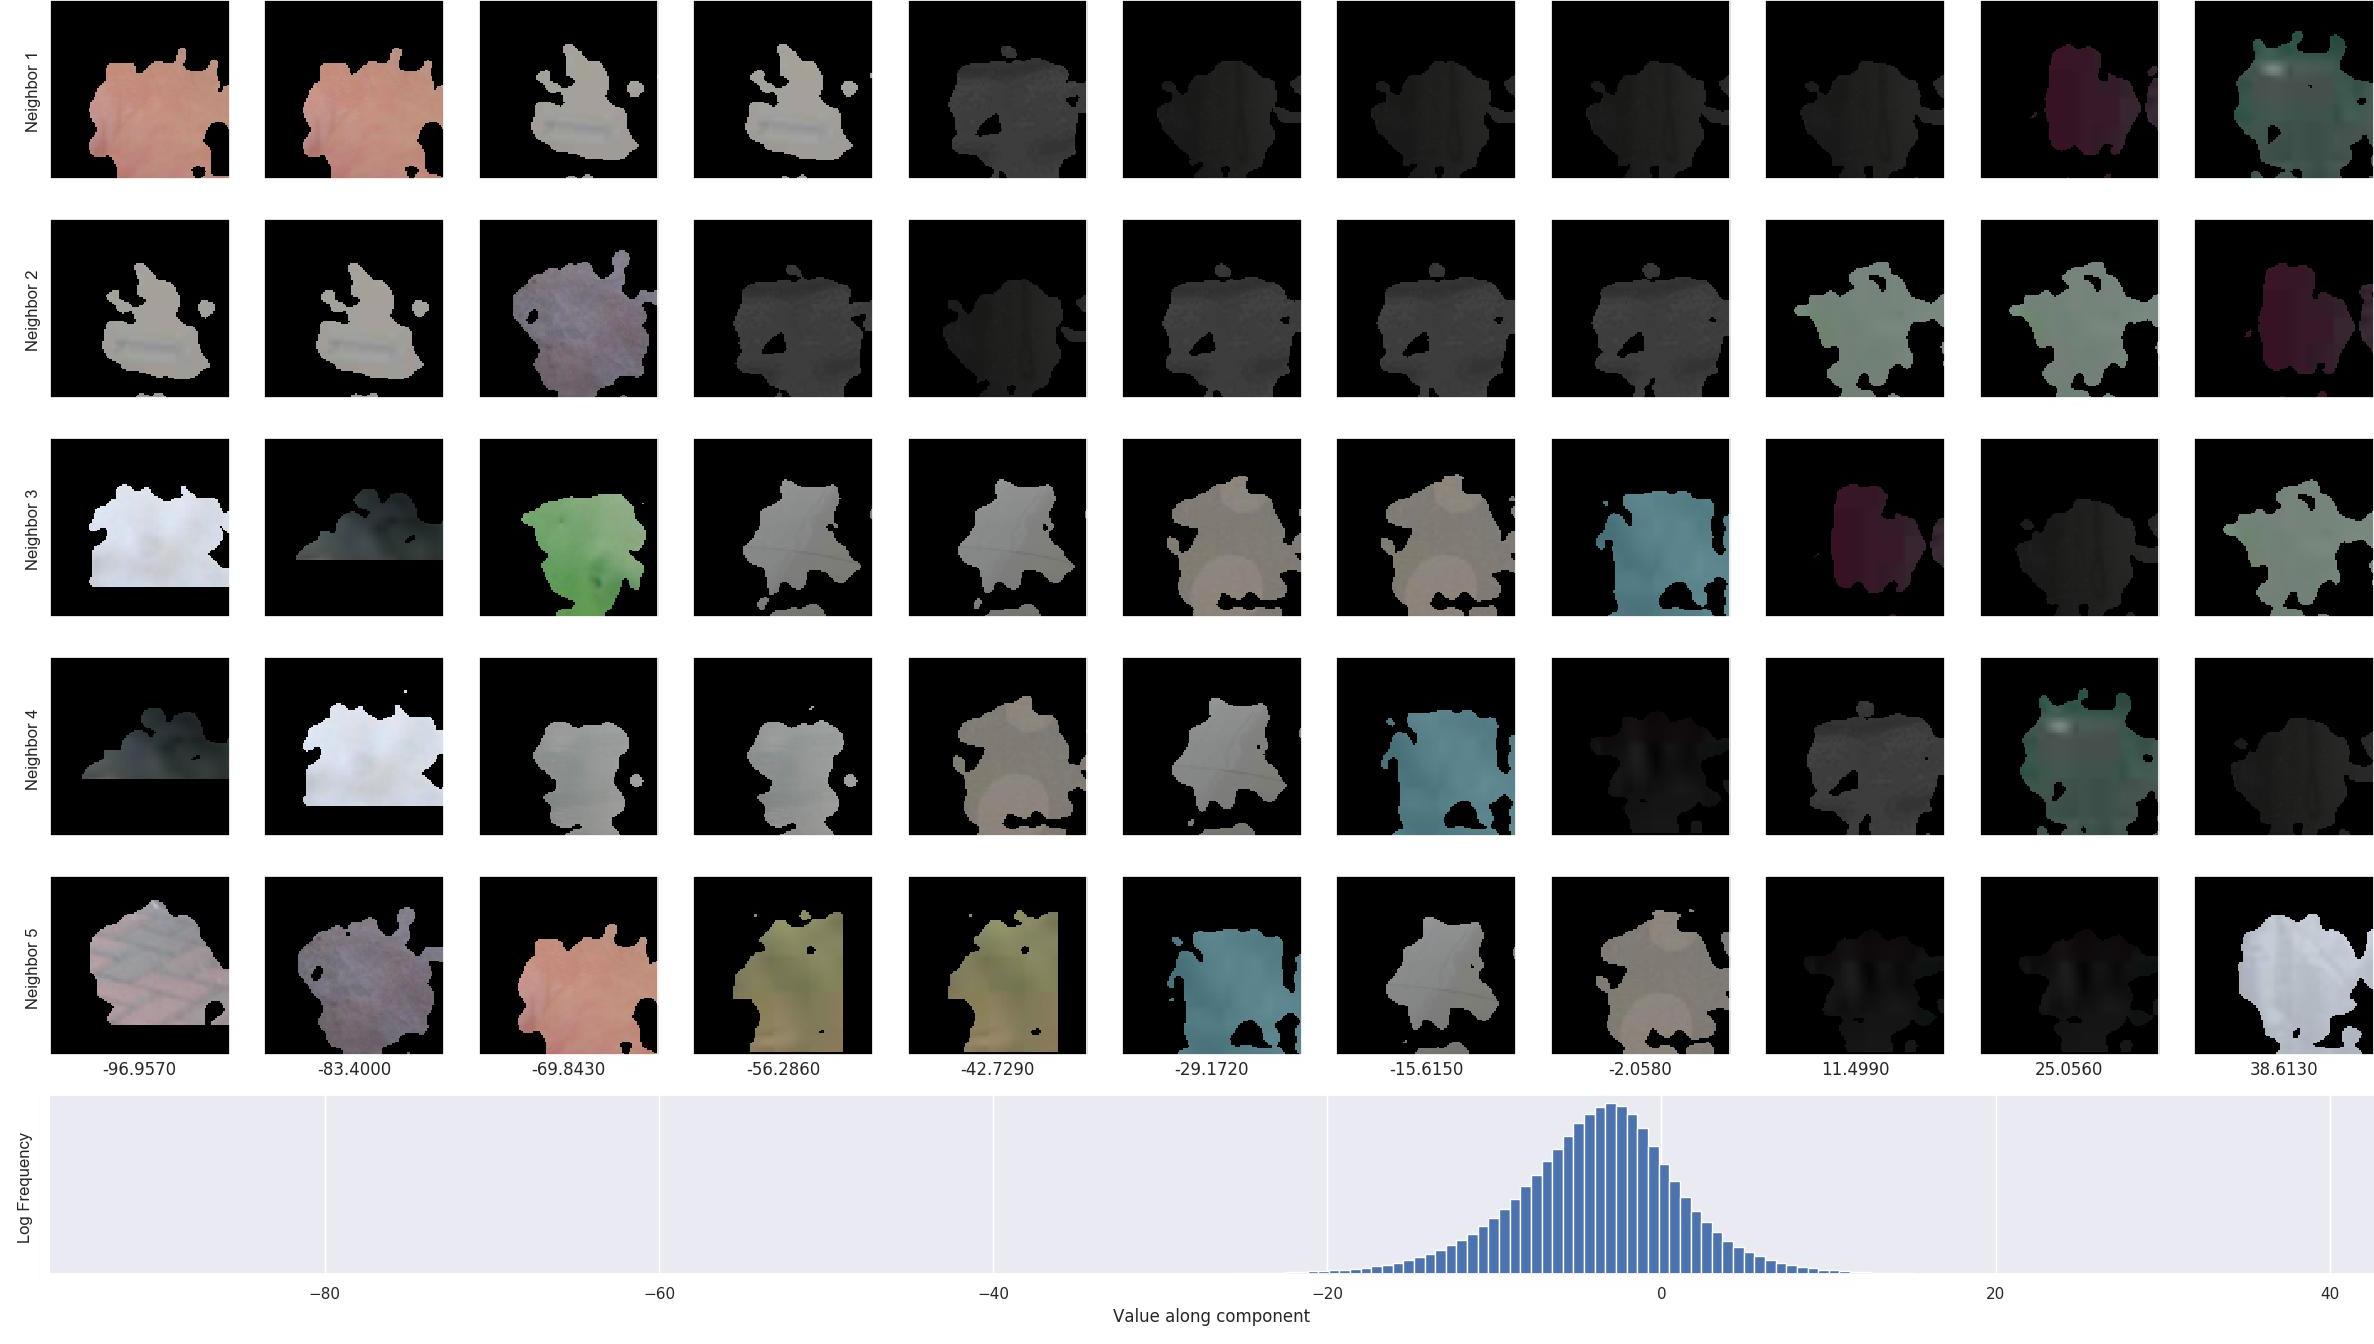 Neighbor 1
Neighbor 2
Neighbor 3
Neighbor 4
Neighbor 5
-96.9570 -83.4000 -69.8430 -56.2860 -42.7290 -29.1720 -15.6150 -2.0580 11.4990 25.0560 38.6130
Log Frequency
−80 −60 −40 −20 0 20 40
Value along component